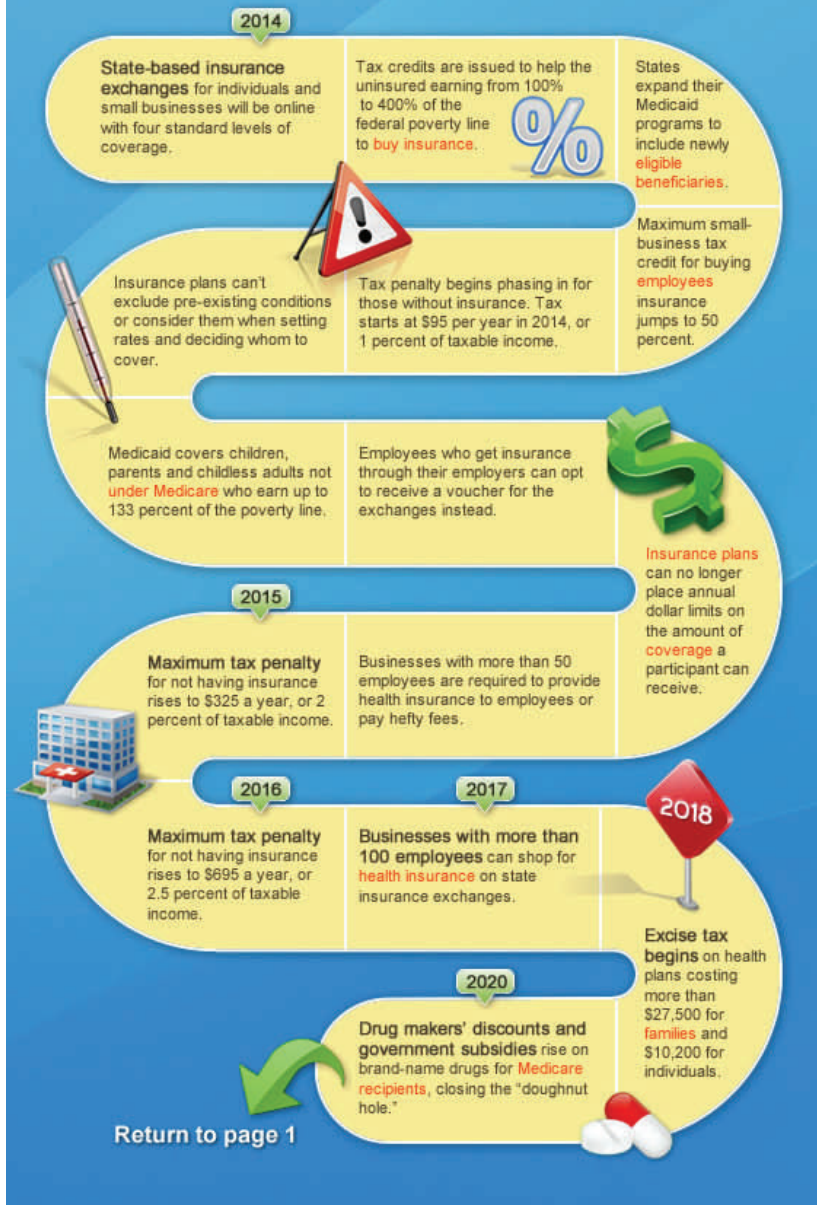 2014
State-based insurance
exchanges for individuals and
small businesses will be online
with four standard levels of
coverage.
Tax credits are issued to help the
uninsured earning from 100%
to 400% of the
federal poverty line
to buy insurance.
%
States
expand their
Medicaid
programs to
include newly
eligible
beneficiaries.
Maximum small-
business tax
credit for buying
employees
insurance
jumps to 50
percent.
Tax penalty begins phasing in for
those without insurance. Tax
starts at $95 per year in 2014, or
1 percent of taxable income.
Insurance plans can't
exclude pre-existing conditions
or consider them when setting
rates and deciding whom to
cover.
Medicaid covers children,
parents and childless adults not
under Medicare who earn up to
133 percent of the poverty line.
Employees who get insurance
through their employers can opt
to receive a voucher for the
exchanges instead.
$
Insurance plans
can no longer
place annual
dollar limits on
the amount of
coverage a
participant can
receive.
2015
Maximum tax penalty
for not having insurance
rises to $325 a year, or 2
percent of taxable income.
Businesses with more than 50
employees are required to provide
health insurance to employees or
pay hefty fees.
2016
Maximum tax penalty
for not having insurance
rises to $695 a year, or
2.5 percent of taxable
income.
2017
Businesses with more than
100 employees can shop for
health insurance on state
insurance exchanges.
2018
Excise tax
begins on health
plans costing
more than
$27,500 for
families and
$10,200 for
individuals.
2020
Drug makers' discounts and
government subsidies rise on
brand-name drugs for Medicare
recipients, closing the "doughnut
hole."
Return to page 1